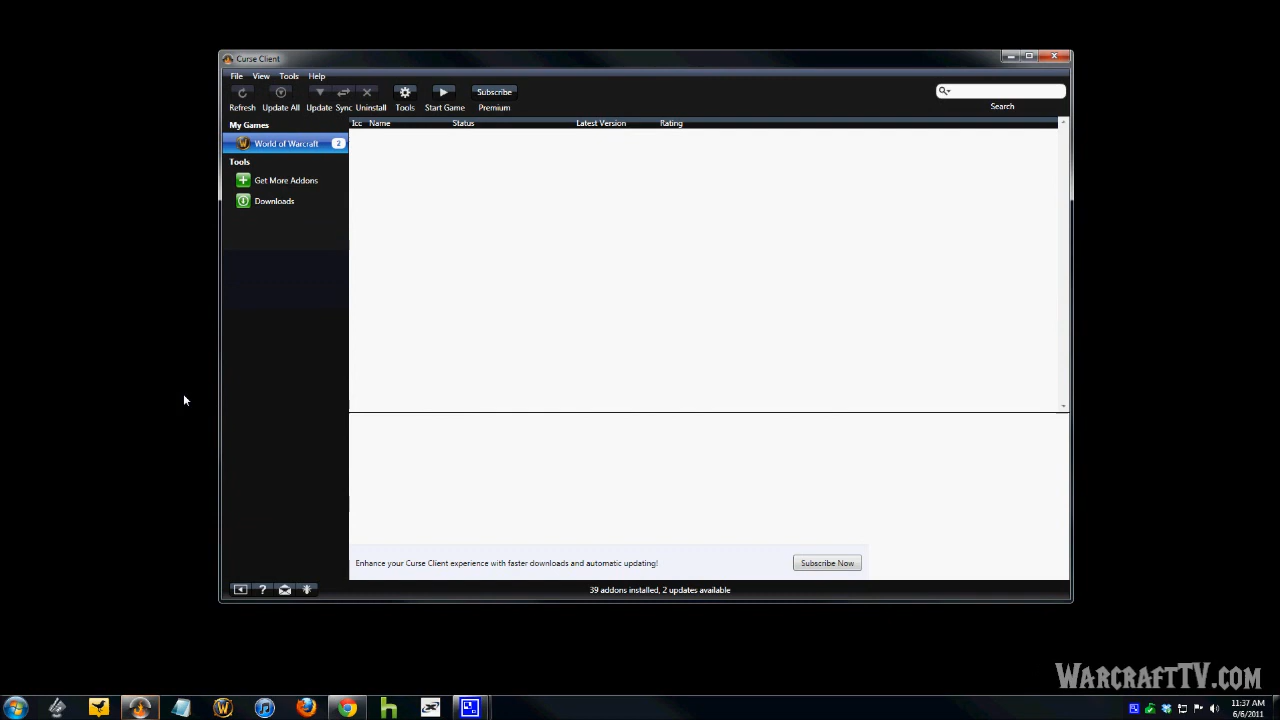 Curse Client
File View Tools Help
Refresh Update All Update Sync Uninstall Tools Start Game Subscribe Premium
Search
My Games
World of Warcraft 2
Tools
Get More Addons
Downloads
Icc Name Status Latest Version Rating
Enhance your Curse Client experience with faster downloads and automatic updating! Subscribe Now
39 addons installed, 2 updates available
WARCRAFTTV.COM
11:37 AM
6/6/2011